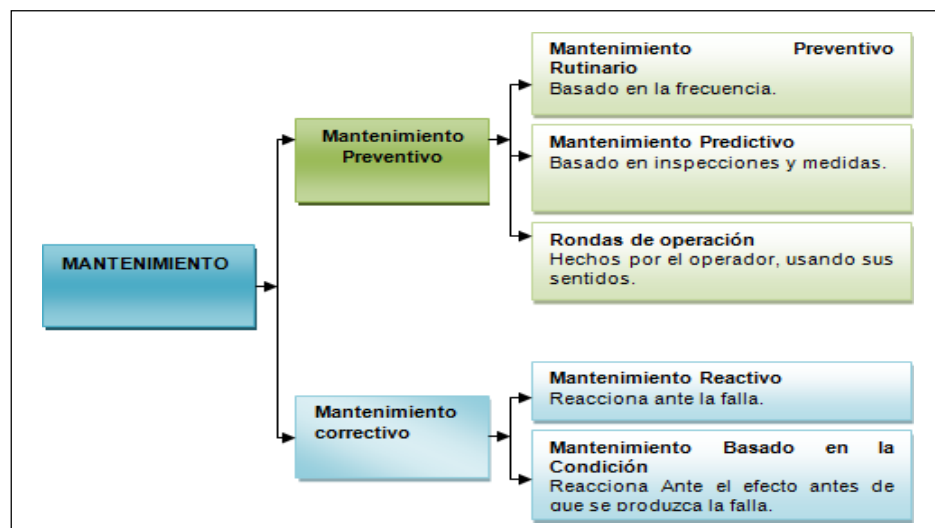 MANTENIMIENTO
Mantenimiento
Preventivo
Mantenimiento Preventivo
Rutinario
Basado en la frecuencia.
Mantenimiento Predictivo
Basado en inspecciones y medidas.
Rondas de operación
Hechos por el operador, usando sus
sentidos.
Mantenimiento
correctivo
Mantenimiento Reactivo
Reacciona ante la falla.
Mantenimiento Basado en la
Condición
Reacciona Ante el efecto antes de
que se produzca la falla.